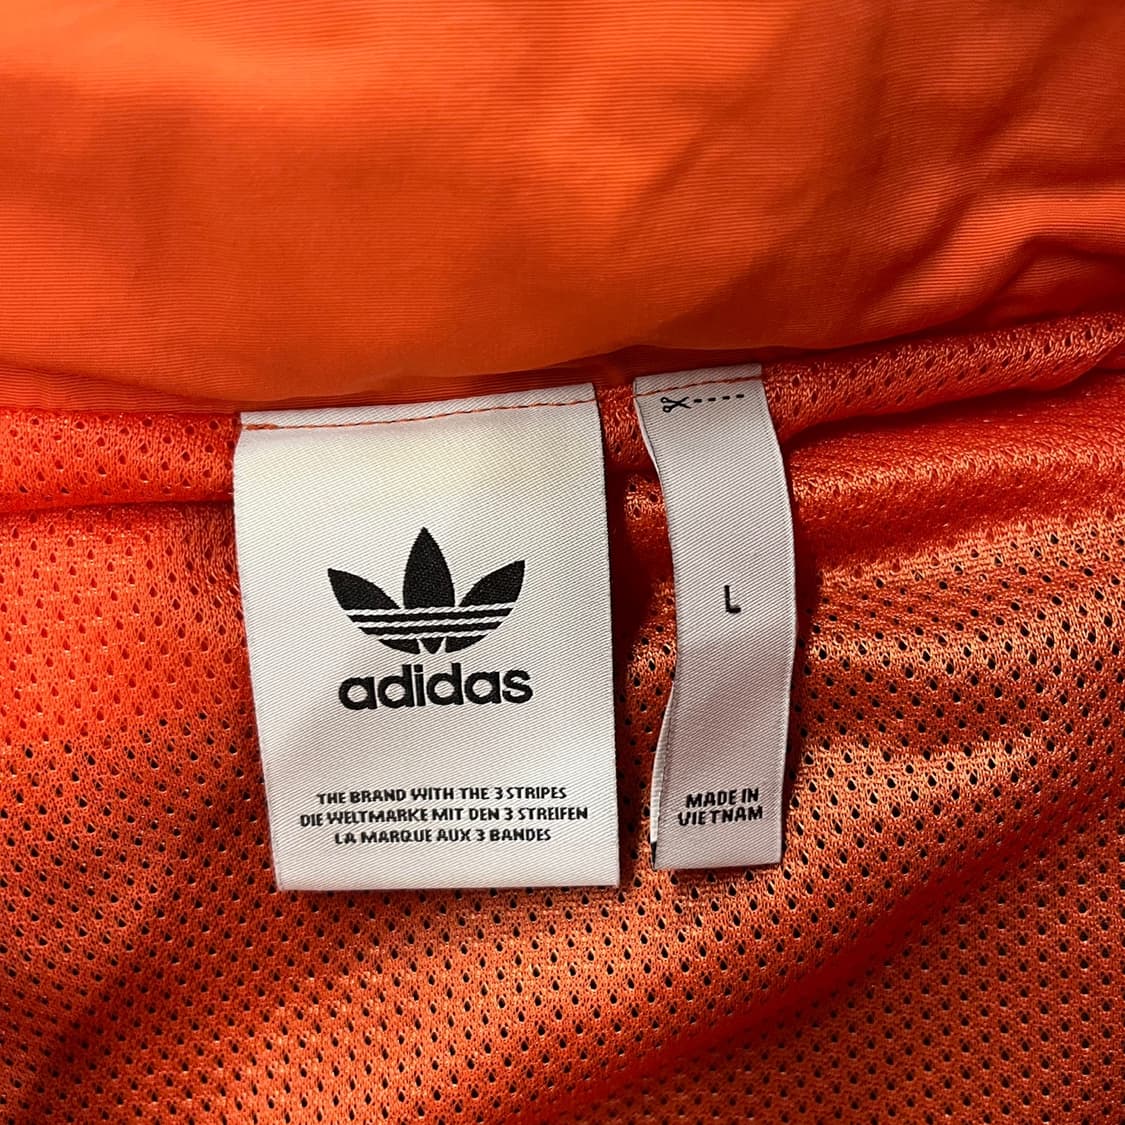 adidas
THE BRAND WITH THE 3 STRIPES
DIE WELTMARKE MIT DEN 3 STREIFEN
LA MARQUE AUX 3 BANDES
L
MADE IN
VIETNAM